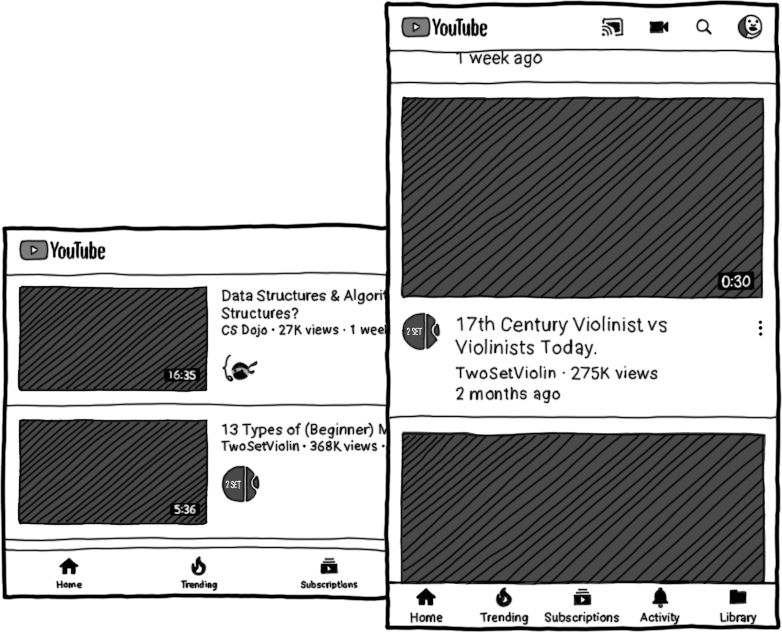 YouTube
Data Structures & Algorit
Structures?
CS Dojo · 27K views · 1 week
16:35
13 Types of (Beginner) M
TwoSetViolin · 368K views ·
2 SET
5:36
Home
Trending
Subscriptions
YouTube
1 week ago
0:30
2 SET
17th Century Violinist vs
Violinists Today.
TwoSetViolin · 275K views
2 months ago
Home
Trending
Subscriptions
Activity
Library